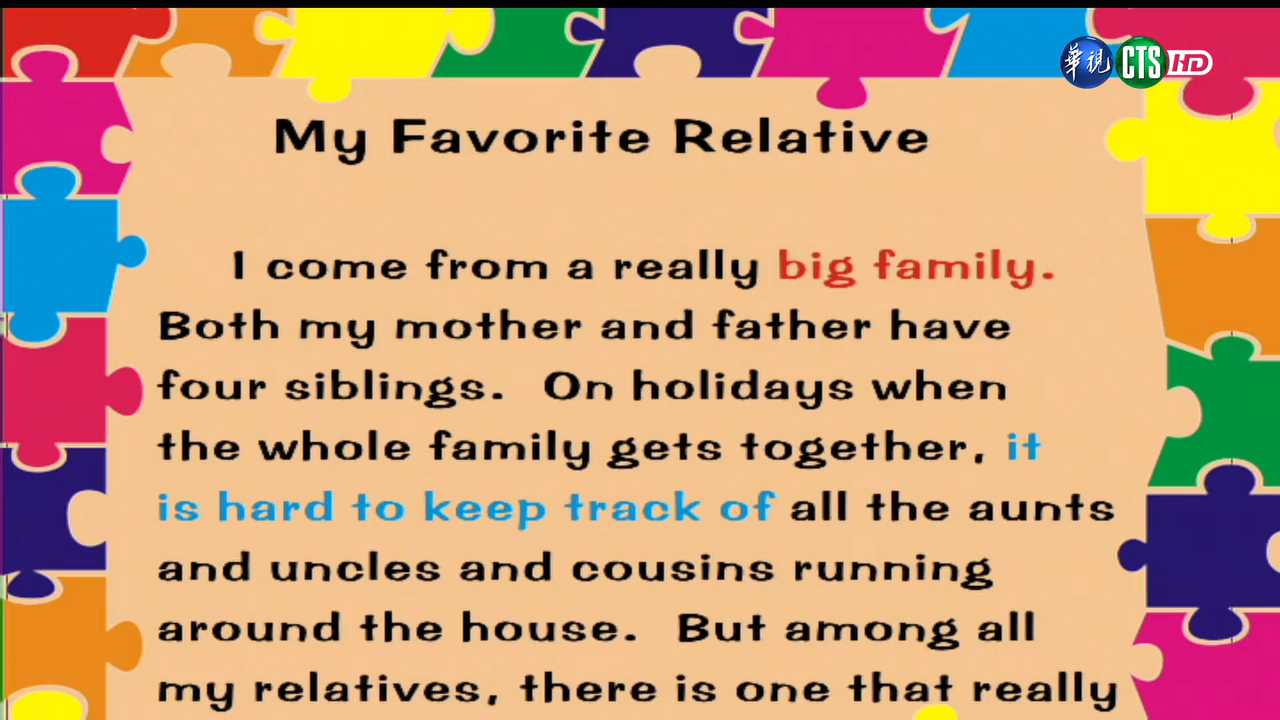 華視 CTS HD
My Favorite Relative
I come from a really big family.
Both my mother and father have
four siblings. On holidays when
the whole family gets together, it
is hard to keep track of all the aunts
and uncles and cousins running
around the house. But among all
my relatives, there is one that really